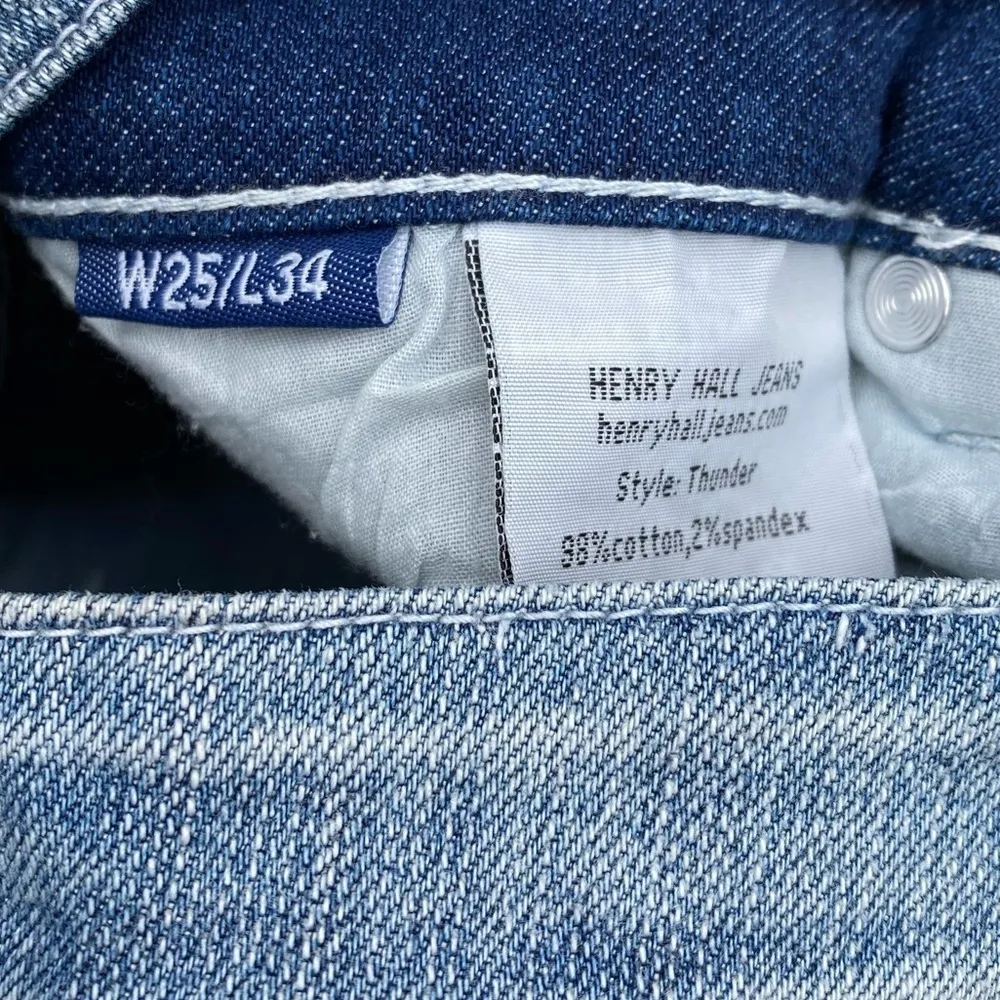 W25/L34
HENRY HALL JEANS
henryhalljeans.com
Style: Thunder
98%cotton,2%spandex